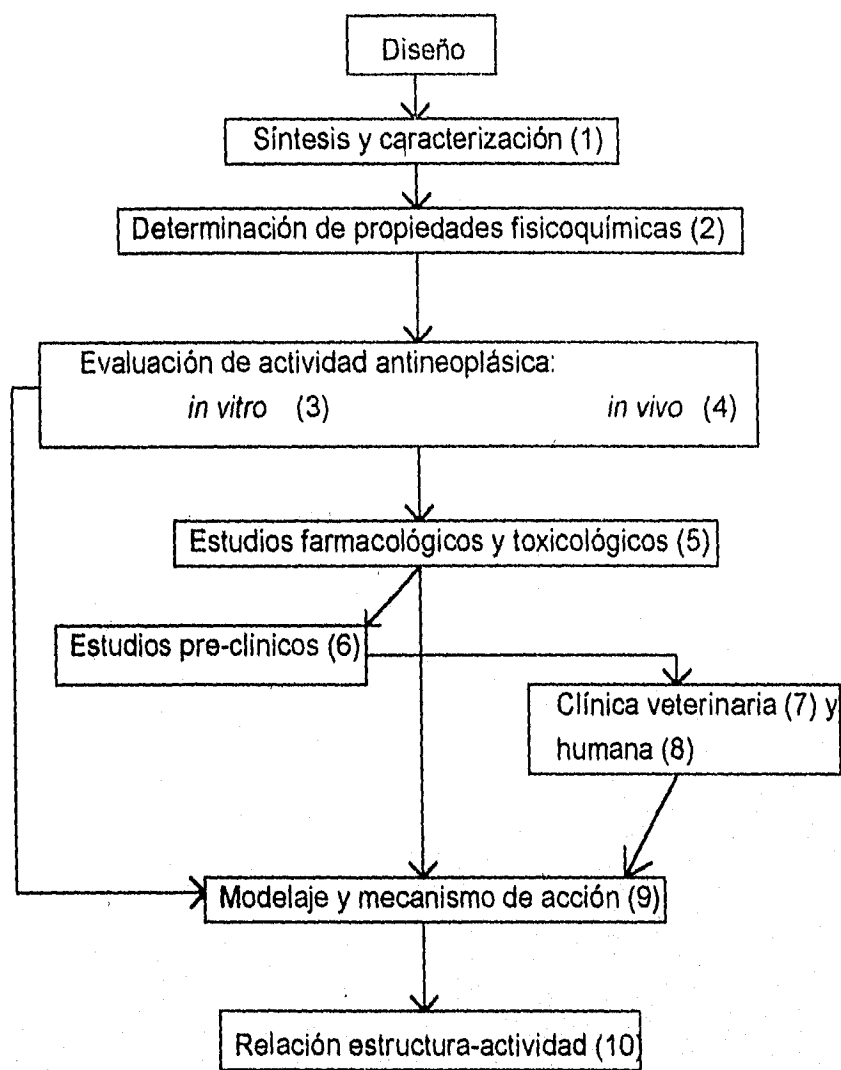 Diseño
Síntesis y caracterización (1)
Determinación de propiedades fisicoquímicas (2)
Evaluación de actividad antineoplásica:
in vitro (3) in vivo (4)
Estudios farmacológicos y toxicológicos (5)
Estudios pre-clínicos (6)
Clínica veterinaria (7) y
humana (8)
Modelaje y mecanismo de acción (9)
Relación estructura-actividad (10)